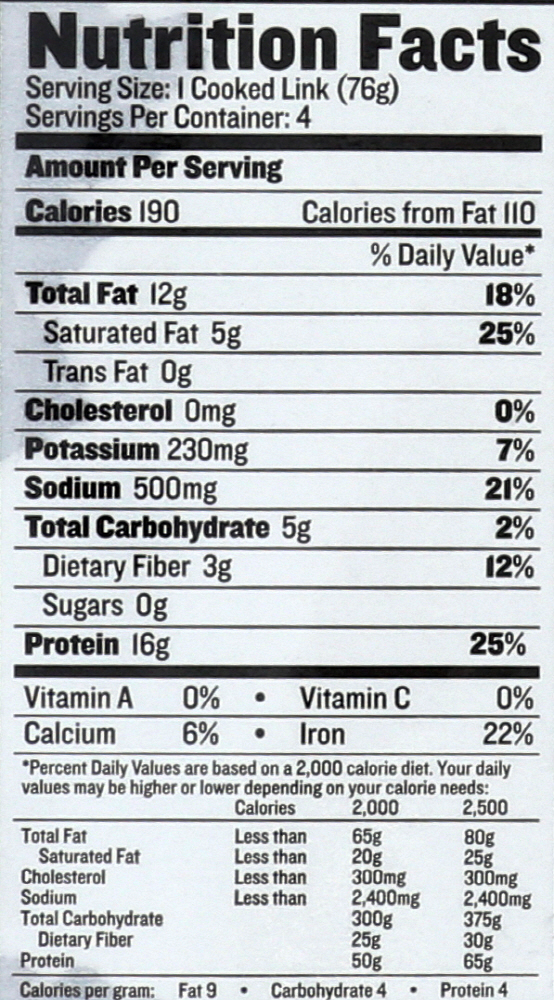 Nutrition Facts
Serving Size: 1 Cooked Link (76g)
Servings Per Container: 4
Amount Per Serving
Calories 190 Calories from Fat 110
% Daily Value*
Total Fat 12g 18%
Saturated Fat 5g 25%
Trans Fat 0g
Cholesterol 0mg 0%
Potassium 230mg 7%
Sodium 500mg 21%
Total Carbohydrate 5g 2%
Dietary Fiber 3g 12%
Sugars 0g
Protein 16g 25%
Vitamin A 0% • Vitamin C 0%
Calcium 6% • Iron 22%
*Percent Daily Values are based on a 2,000 calorie diet. Your daily
values may be higher or lower depending on your calorie needs:
Calories 2,000 2,500
Total Fat Less than 65g 80g
Saturated Fat Less than 20g 25g
Cholesterol Less than 300mg 300mg
Sodium Less than 2,400mg 2,400mg
Total Carbohydrate 300g 375g
Dietary Fiber 25g 30g
Protein 50g 65g
Calories per gram: Fat 9 • Carbohydrate 4 • Protein 4